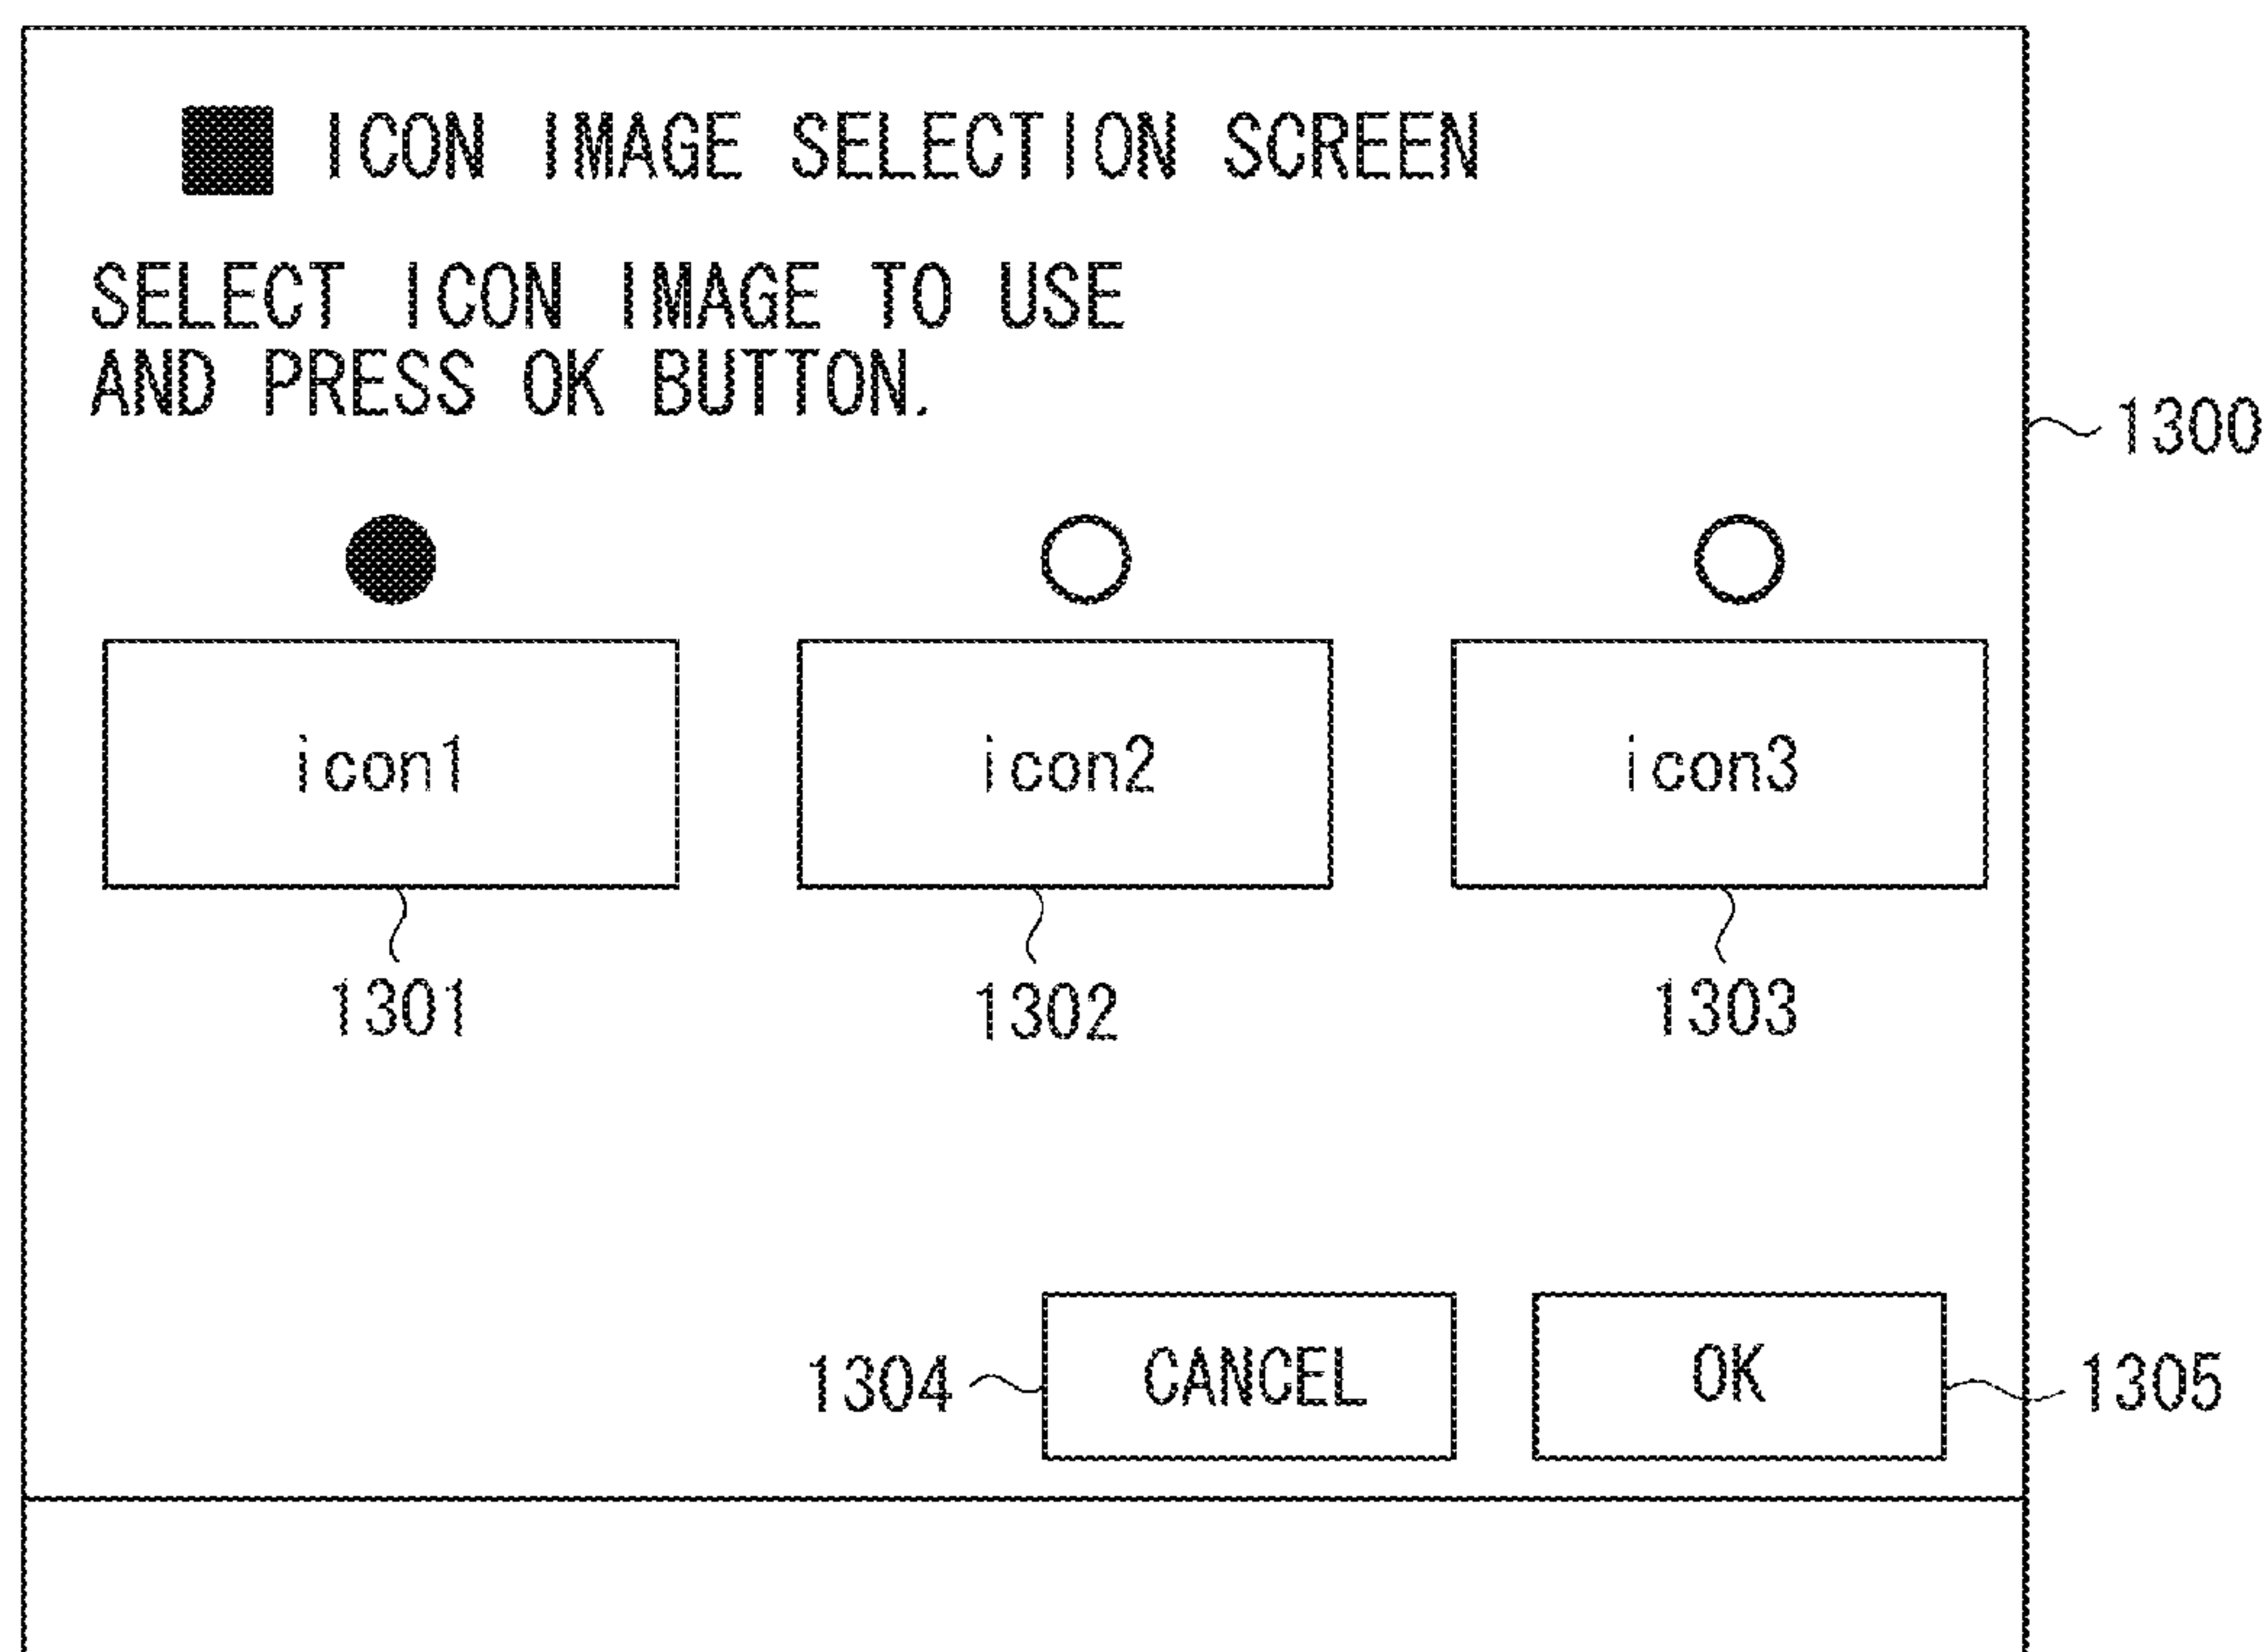 ICON IMAGE SELECTION SCREEN
SELECT ICON IMAGE TO USE
AND PRESS OK BUTTON.
1300
icon1 icon2 icon3
1301 1302 1303
1304 CANCEL OK 1305